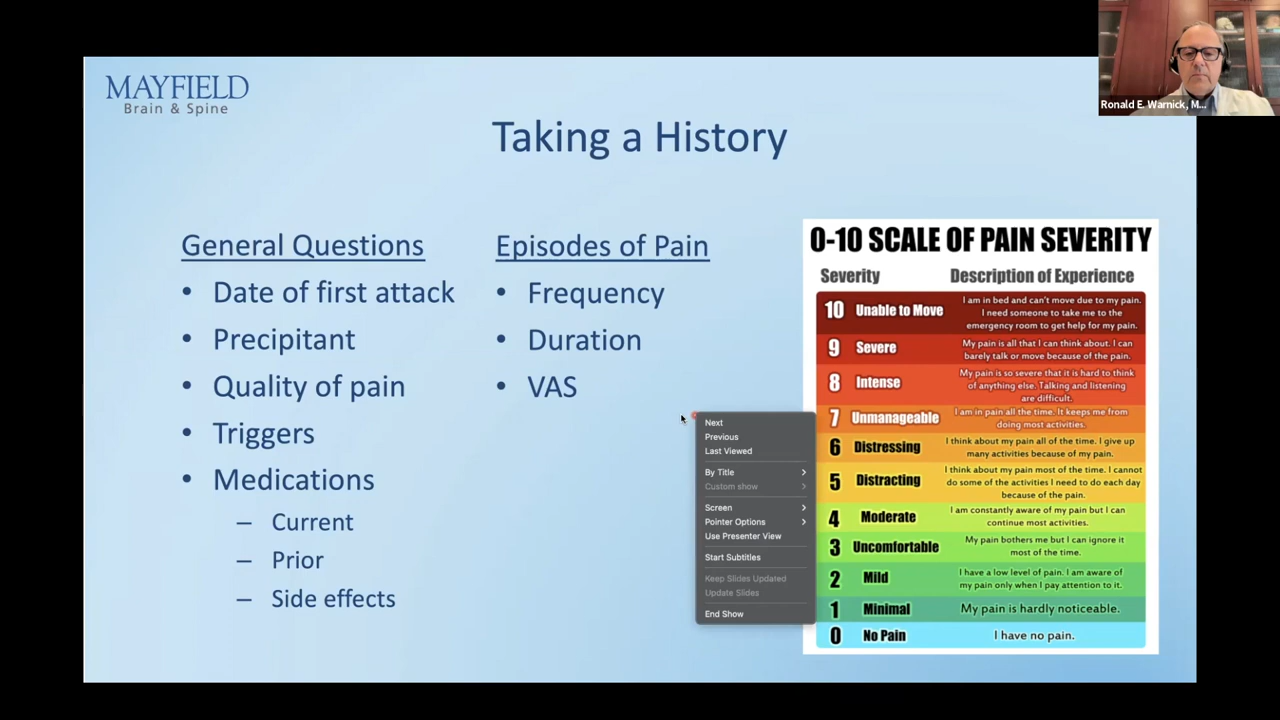 MAYFIELD
Brain & Spine
Ronald E. Warnick, M...
Taking a History
General Questions
• Date of first attack
• Precipitant
• Quality of pain
• Triggers
• Medications
– Current
– Prior
– Side effects
Episodes of Pain
• Frequency
• Duration
• VAS
Next
Previous
Last Viewed
By Title
Custom show
Screen
Pointer Options
Use Presenter View
Start Subtitles
Keep Slides Updated
Update Slides
End Show
0-10 SCALE OF PAIN SEVERITY
Severity Description of Experience
10 Unable to Move I am in bed and can't move due to my pain.
I need someone to take me to the
emergency room to get help for my pain.
9 Severe My pain is all that I can think about. I can
barely talk or move because of the pain.
8 Intense My pain is so severe that it is hard to think
of anything else. Talking and listening
are difficult.
7 Unmanageable I am in pain all the time. It keeps me from
doing most activities.
6 Distressing I think about my pain all of the time. I give up
many activities because of my pain.
5 Distracting I think about my pain most of the time. I cannot
do some of the activities I need to do each day
because of the pain.
4 Moderate I am constantly aware of my pain but I can
continue most activities.
3 Uncomfortable My pain bothers me but I can ignore it
most of the time.
2 Mild I have a low level of pain. I am aware of
my pain only when I pay attention to it.
1 Minimal My pain is hardly noticeable.
0 No Pain I have no pain.